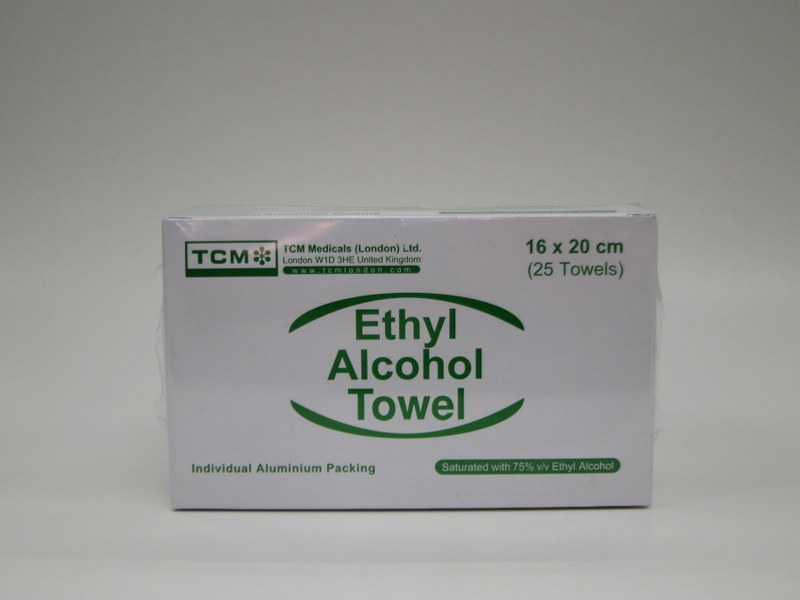 TCM
TCM Medicals (London) Ltd.
London W1D 3HE United Kingdom
www.tcmlondon.com
16 x 20 cm
(25 Towels)
Ethyl
Alcohol
Towel
Individual Aluminium Packing
Saturated with 75% v/v Ethyl Alcohol